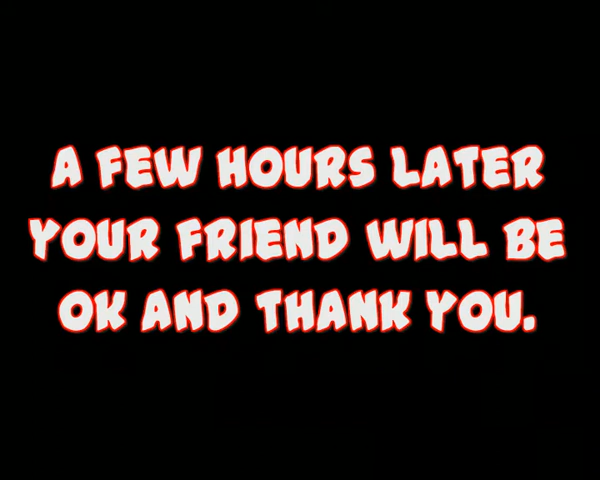 A FEW HOURS LATER
YOUR FRIEND WILL BE
OK AND THANK YOU.